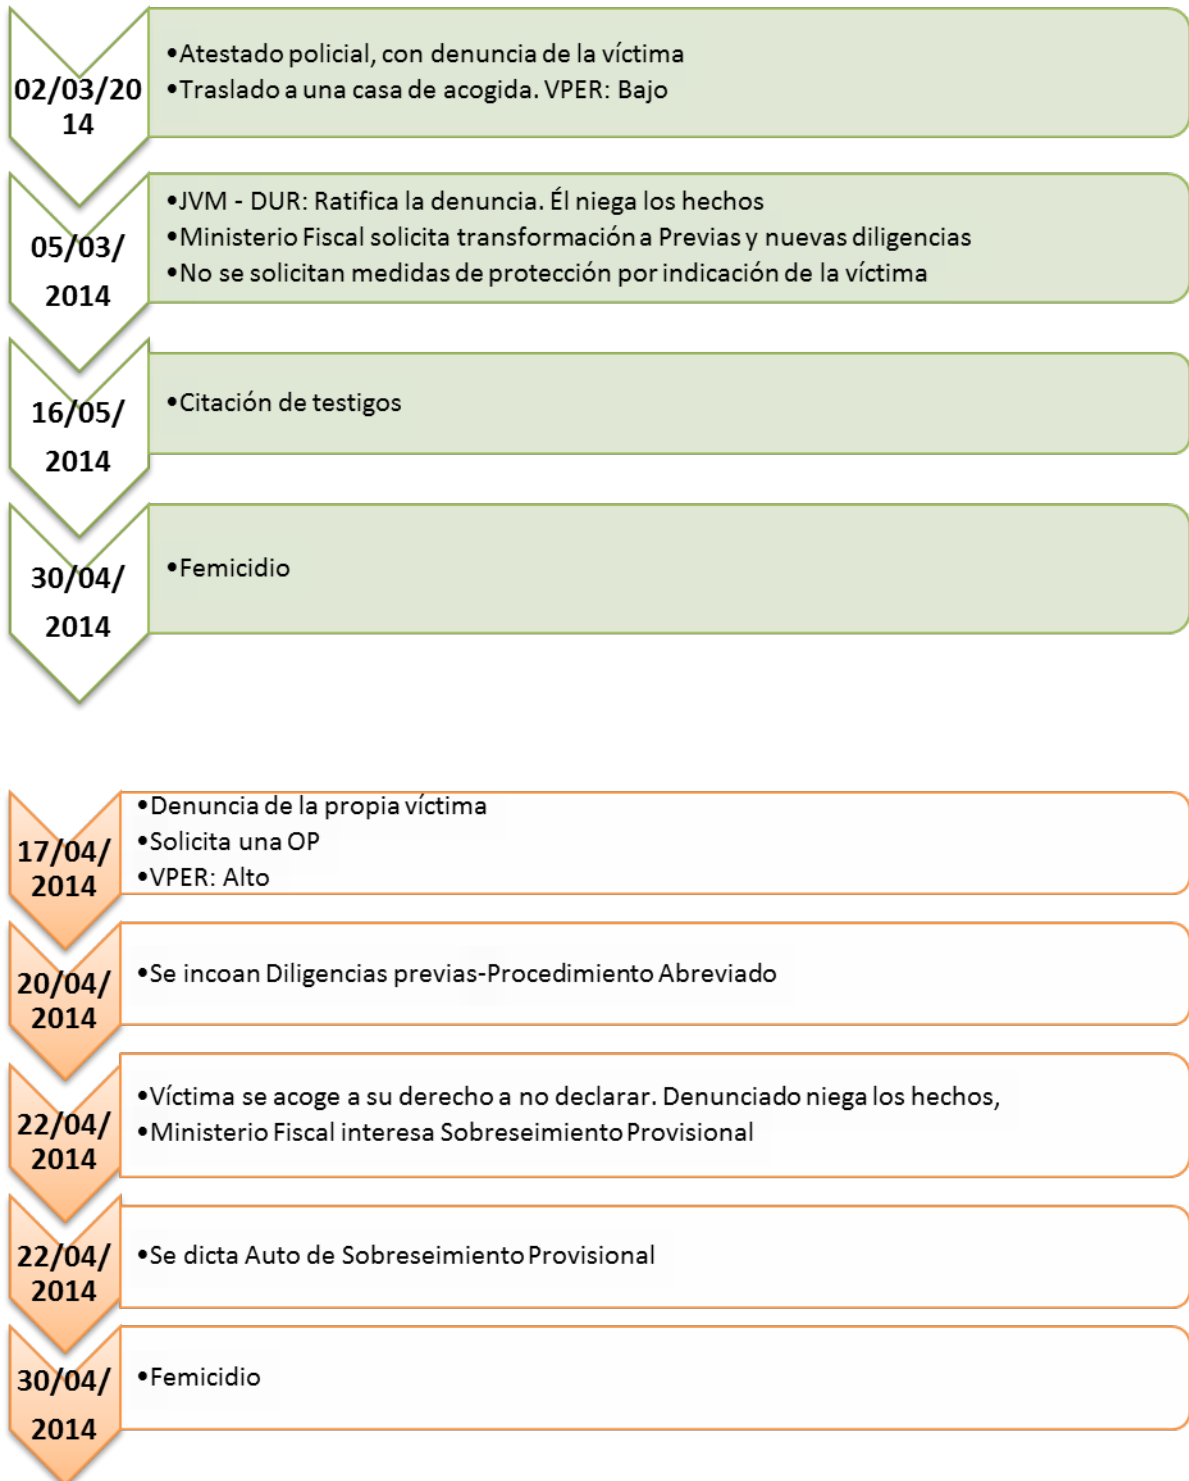 02/03/20
14
•Atestado policial, con denuncia de la víctima
•Traslado a una casa de acogida. VPER: Bajo
05/03/
2014
•JVM - DUR: Ratifica la denuncia. Él niega los hechos
•Ministerio Fiscal solicita transformación a Previas y nuevas diligencias
•No se solicitan medidas de protección por indicación de la víctima
16/05/
2014
•Citación de testigos
30/04/
2014
•Femicidio
17/04/
2014
•Denuncia de la propia víctima
•Solicita una OP
•VPER: Alto
20/04/
2014
•Se incoan Diligencias previas-Procedimiento Abreviado
22/04/
2014
•Víctima se acoge a su derecho a no declarar. Denunciado niega los hechos,
•Ministerio Fiscal interesa Sobreseimiento Provisional
22/04/
2014
•Se dicta Auto de Sobreseimiento Provisional
30/04/
2014
•Femicidio